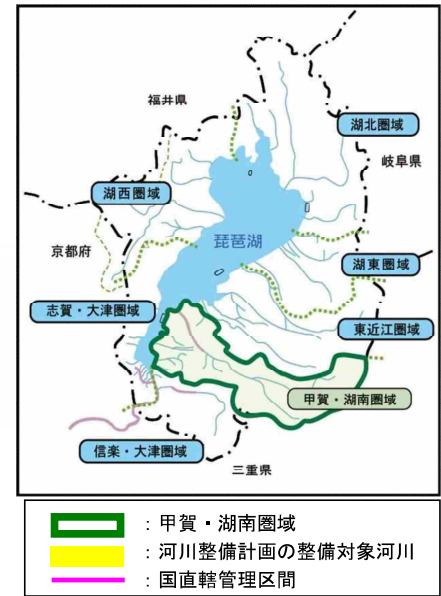 福井県
湖北圏域
岐阜県
湖西圏域
琵琶湖
京都府
湖東圏域
志賀・大津圏域
東近江圏域
甲賀・湖南圏域
信楽・大津圏域
三重県
：甲賀・湖南圏域
：河川整備計画の整備対象河川
：国直轄管理区間